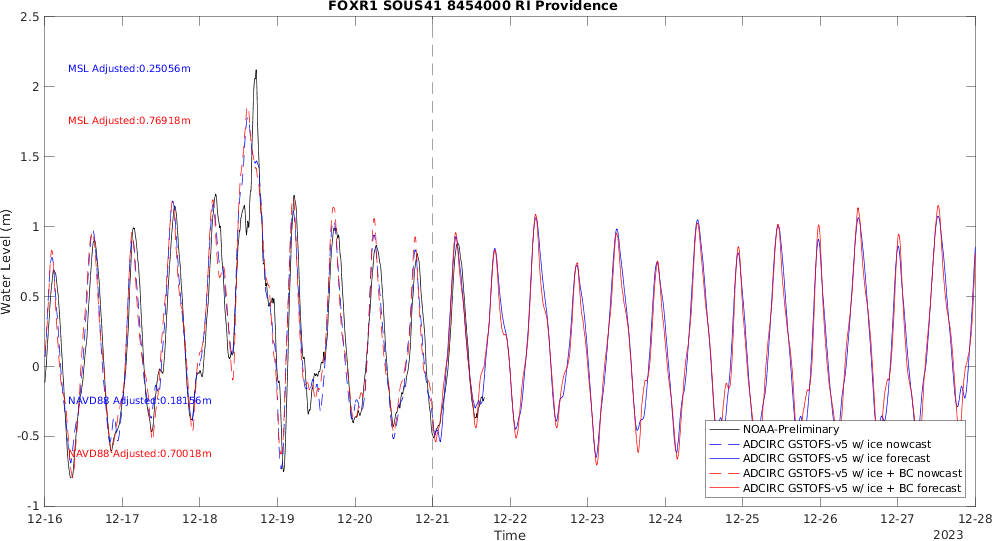 FOXR1 SOUS41 8454000 RI Providence
2.5
2
1.5
1
0.5
0
-0.5
-1
Water Level (m)
MSL Adjusted:0.25056m
MSL Adjusted:0.76918m
NAVD88 Adjusted:0.18156m
NAVD88 Adjusted:0.70018m
NOAA-Preliminary
ADCIRC GSTOFS-v5 w/ ice nowcast
ADCIRC GSTOFS-v5 w/ ice forecast
ADCIRC GSTOFS-v5 w/ ice + BC nowcast
ADCIRC GSTOFS-v5 w/ ice + BC forecast
12-16 12-17 12-18 12-19 12-20 12-21 12-22 12-23 12-24 12-25 12-26 12-27 12-28
Time
2023